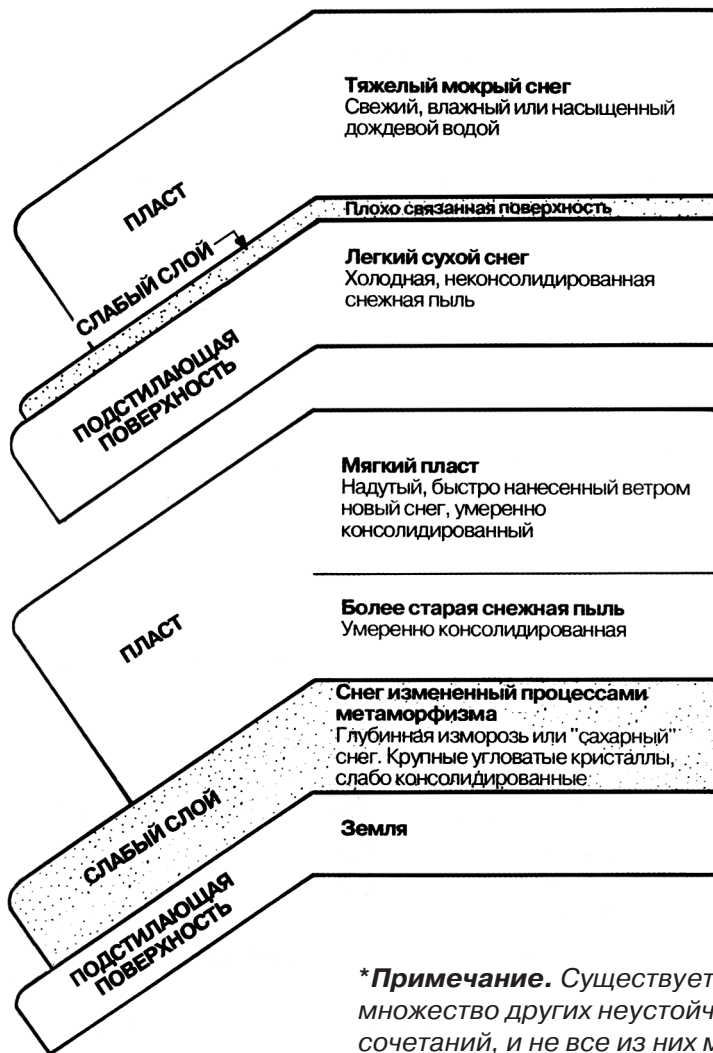 Тяжелый мокрый снег
Свежий, влажный или насыщенный
дождевой водой
ПЛАСТ
Плохо связанная поверхность
СЛАБЫЙ СЛОЙ
Легкий сухой снег
Холодная, неконсолидированная
снежная пыль
ПОДСТИЛАЮЩАЯ
ПОВЕРХНОСТЬ
Мягкий пласт
Надутый, быстро нанесенный ветром
новый снег, умеренно
консолидированный
ПЛАСТ
Более старая снежная пыль
Умеренно консолидированная
Снег измененный процессами
метаморфизма
Глубинная изморозь или "сахарный"
снег. Крупные угловатые кристаллы,
слабо консолидированные
СЛАБЫЙ СЛОЙ
Земля
ПОДСТИЛАЮЩАЯ
ПОВЕРХНОСТЬ
*Примечание. Существует
множество других неустойч
сочетаний, и не все из них м